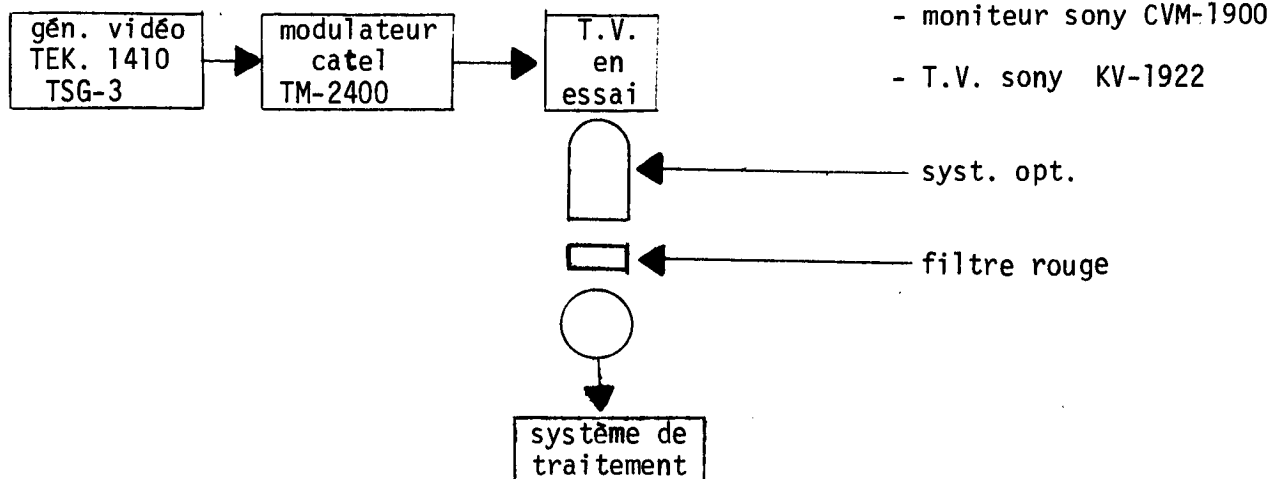 gén. vidéo
TEK. 1410
TSG-3
modulateur
catel
TM-2400
T.V.
en
essai
- moniteur sony CVM-1900
- T.V. sony KV-1922
syst. opt.
filtre rouge
système de
traitement